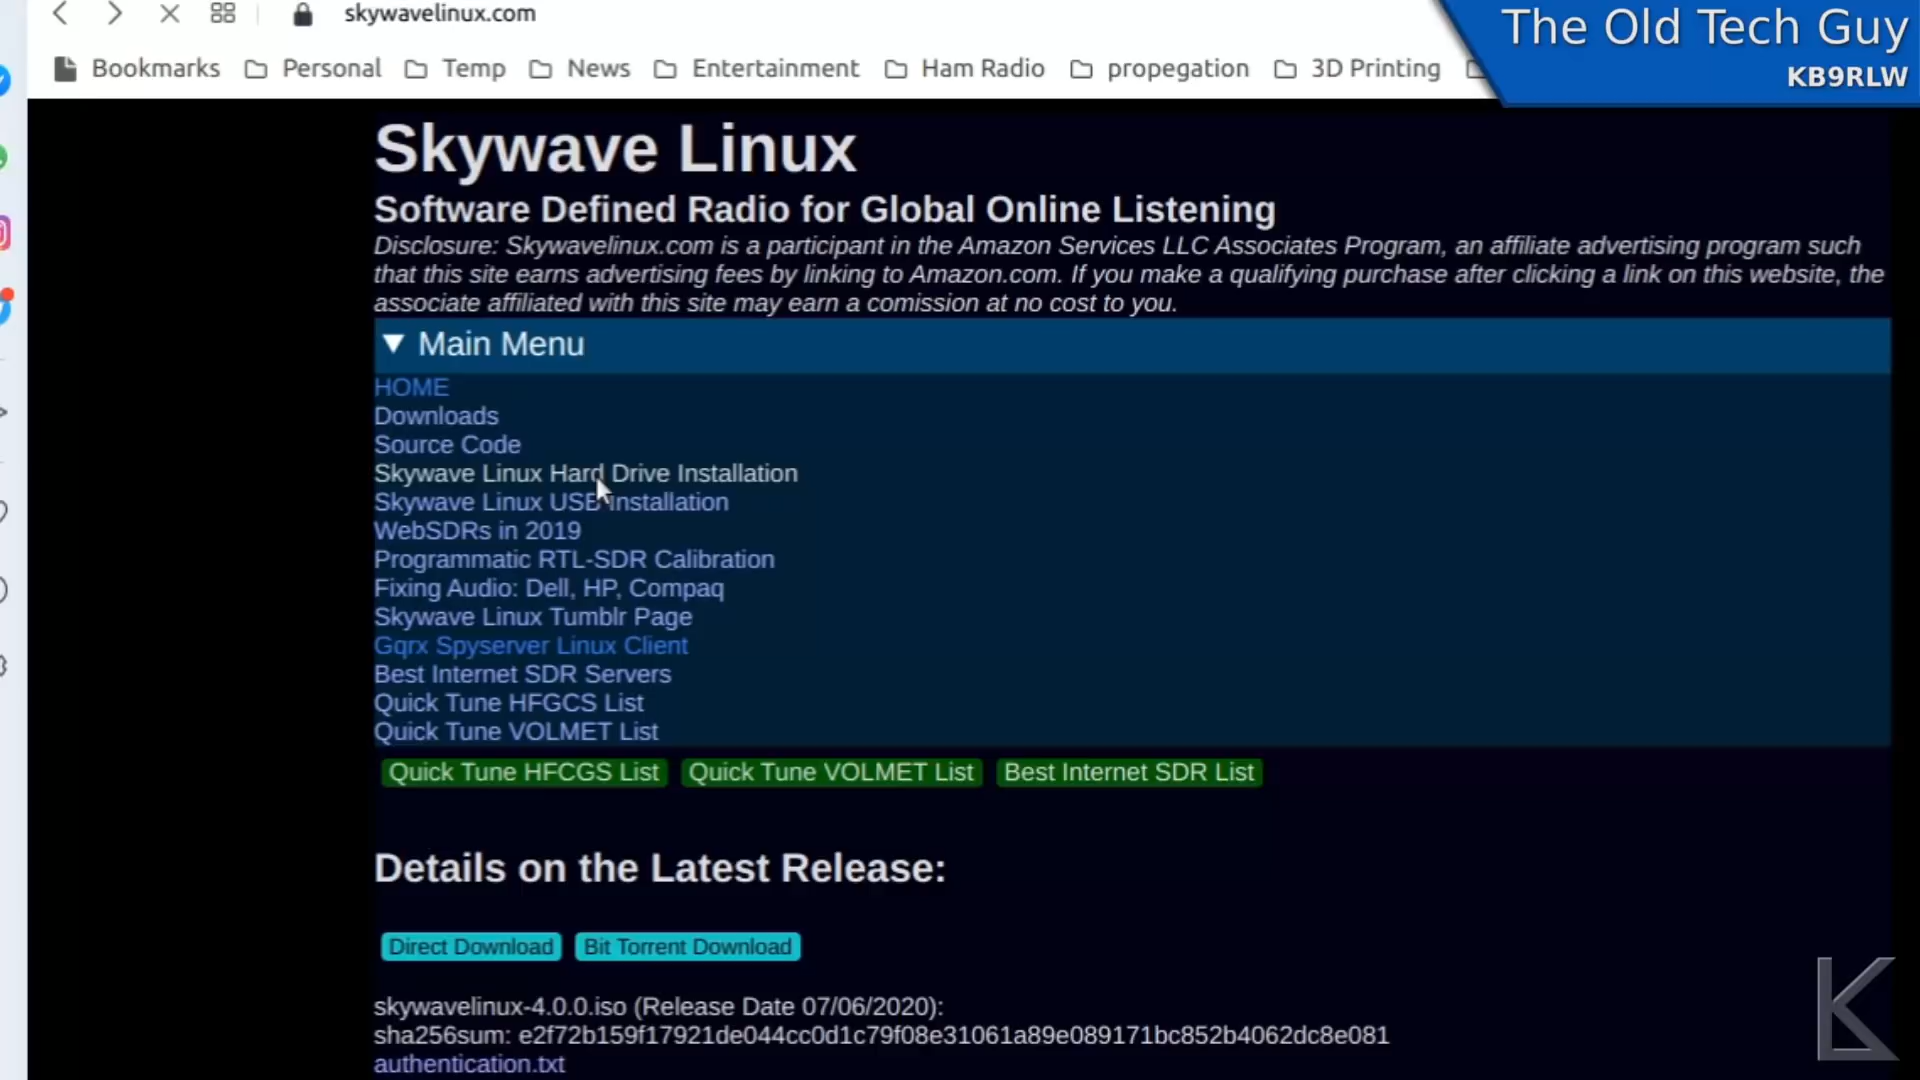 skywavelinux.com
The Old Tech Guy
KB9RLW
Bookmarks Personal Temp News Entertainment Ham Radio propegation 3D Printing
Skywave Linux
Software Defined Radio for Global Online Listening
Disclosure: Skywavelinux.com is a participant in the Amazon Services LLC Associates Program, an affiliate advertising program such
that this site earns advertising fees by linking to Amazon.com. If you make a qualifying purchase after clicking a link on this website, the
associate affiliated with this site may earn a comission at no cost to you.
Main Menu
HOME
Downloads
Source Code
Skywave Linux Hard Drive Installation
Skywave Linux USB Installation
WebSDRs in 2019
Programmatic RTL-SDR Calibration
Fixing Audio: Dell, HP, Compaq
Skywave Linux Tumblr Page
Gqrx Spyserver Linux Client
Best Internet SDR Servers
Quick Tune HFGCS List
Quick Tune VOLMET List
Quick Tune HFCGS List Quick Tune VOLMET List Best Internet SDR List
Details on the Latest Release:
Direct Download Bit Torrent Download
skywavelinux-4.0.0.iso (Release Date 07/06/2020):
sha256sum: e2f72b159f17921de044cc0d1c79f08e31061a89e089171bc852b4062dc8e081
authentication.txt
K